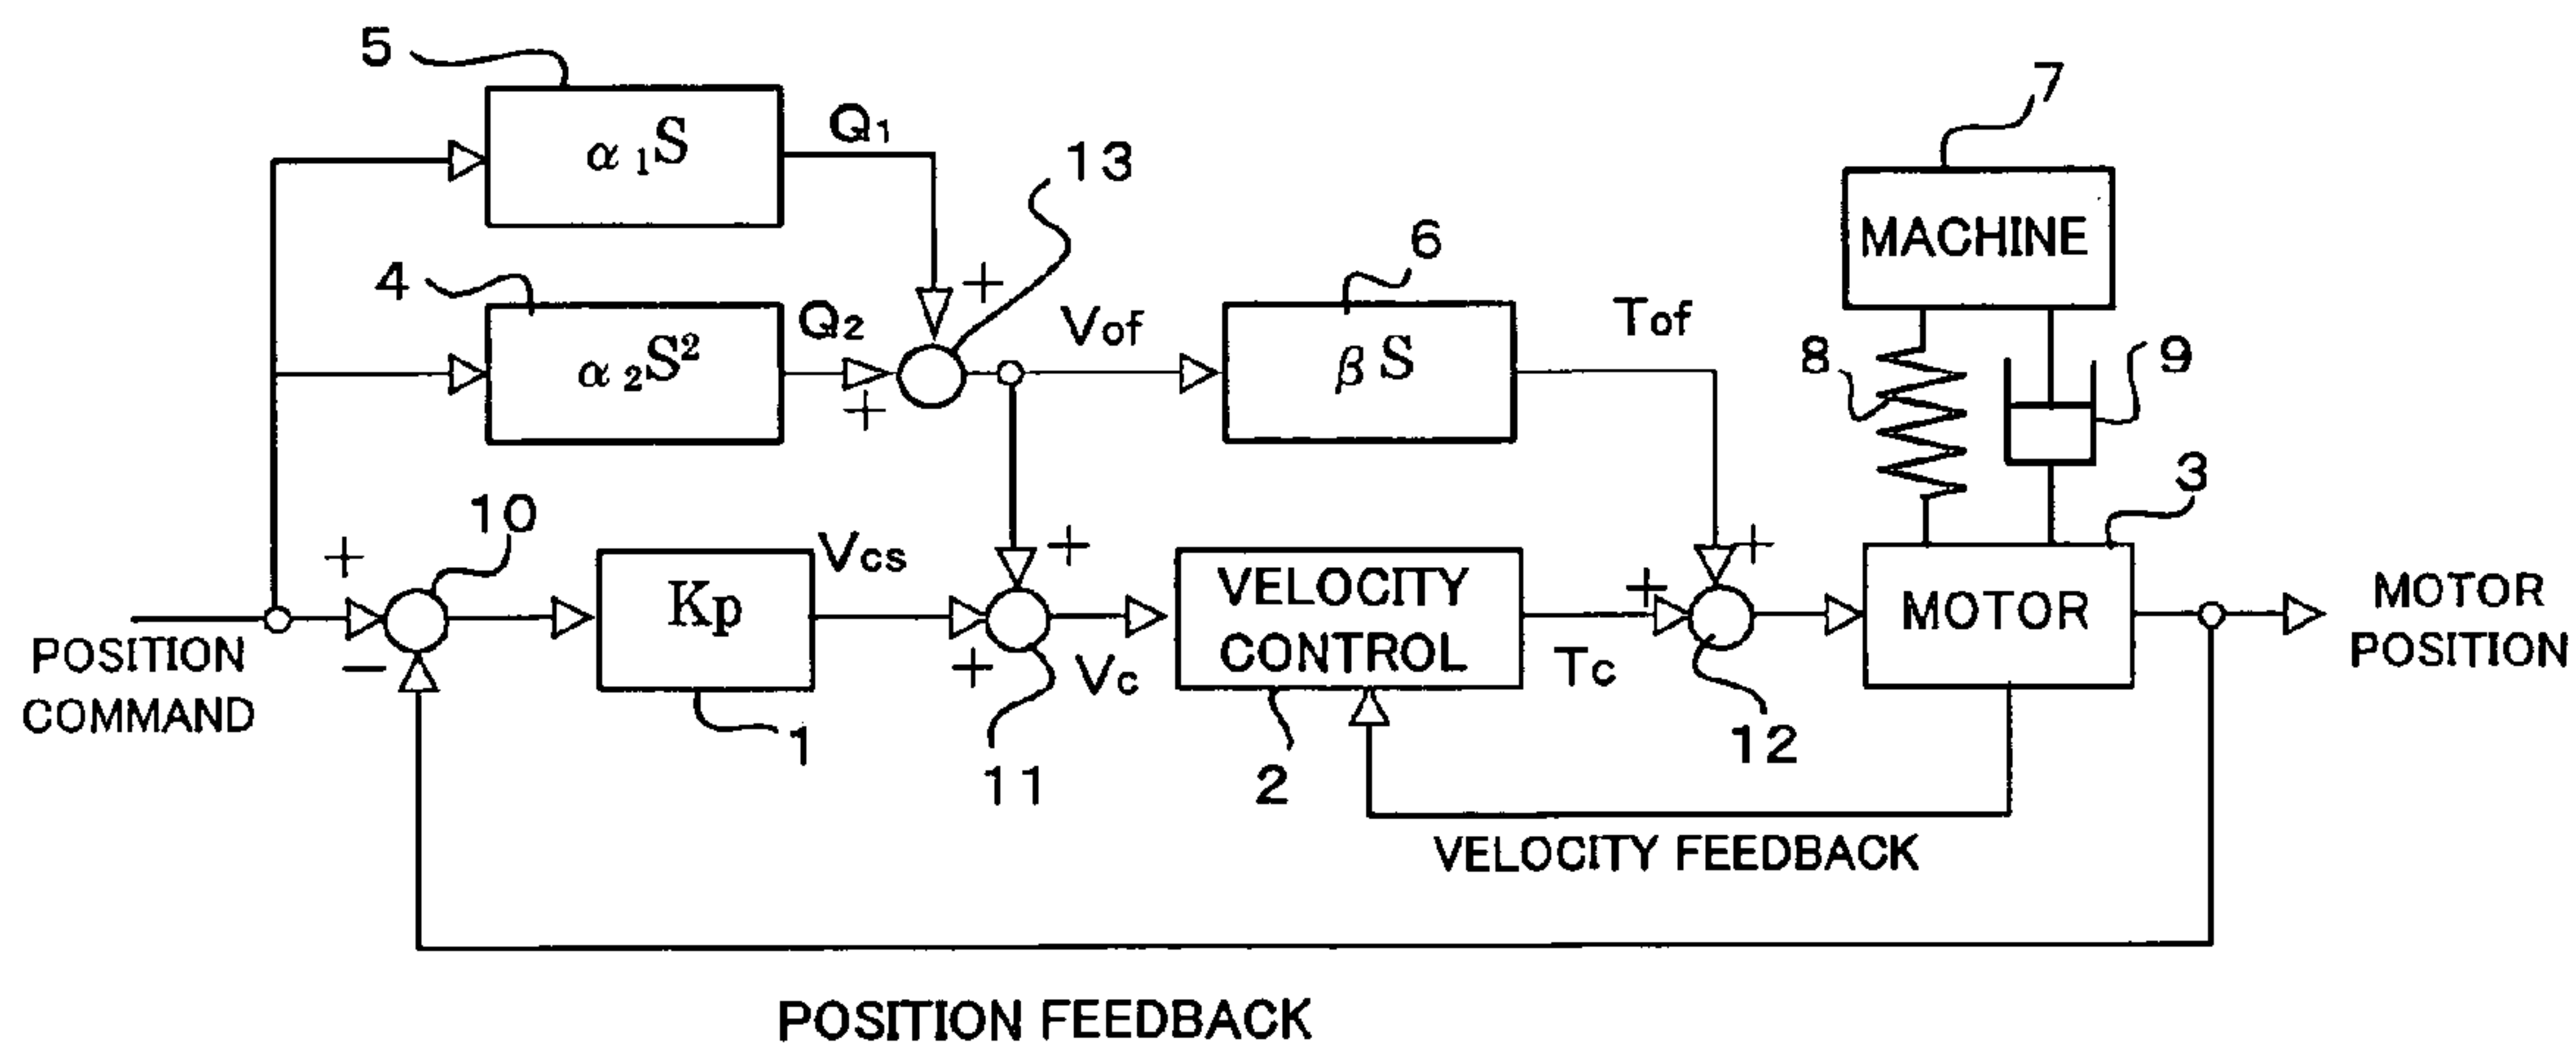 5
α₁S
Q₁
13
7
MACHINE
4
α₂S²
Q₂
+
+
Vof
6
βS
Tof
8
9
3
10
+
−
POSITION
COMMAND
Kp
1
Vcs
+
+
11
Vc
VELOCITY
CONTROL
2
Tc
+
+
12
MOTOR
MOTOR
POSITION
VELOCITY FEEDBACK
POSITION FEEDBACK